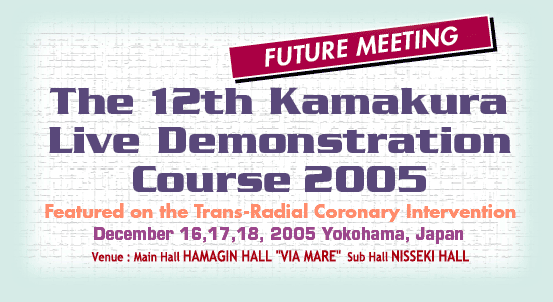 FUTURE MEETING
The 12th Kamakura
Live Demonstration
Course 2005
Featured on the Trans-Radial Coronary Intervention
December 16,17,18, 2005 Yokohama, Japan
Venue : Main Hall HAMAGIN HALL "VIA MARE" Sub Hall NISSEKI HALL